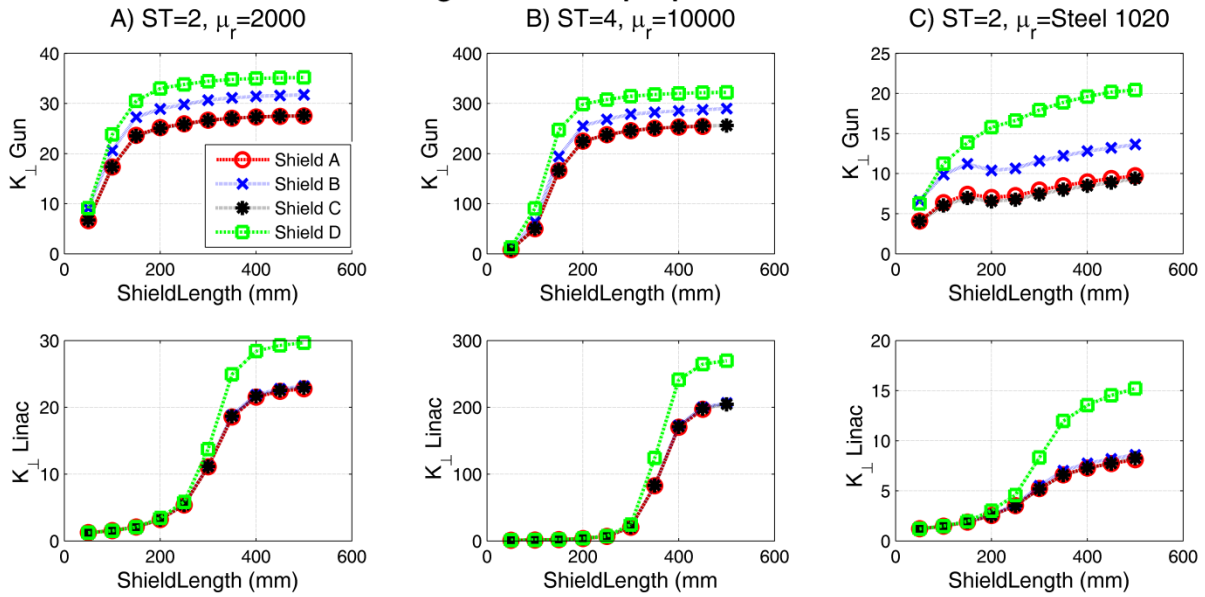 A) ST=2, μr=2000
B) ST=4, μr=10000
C) ST=2, μr=Steel 1020
40
30
20
10
0
K⊥ Gun
0
200
400
600
ShieldLength (mm)
Shield A
Shield B
Shield C
Shield D
400
300
200
100
0
K⊥ Gun
0
200
400
600
ShieldLength (mm)
25
20
15
10
5
0
K⊥ Gun
0
200
400
600
ShieldLength (mm)
30
20
10
0
K⊥ Linac
0
200
400
600
ShieldLength (mm)
300
200
100
0
K⊥ Linac
0
200
400
600
ShieldLength (mm
20
15
10
5
0
K⊥ Linac
0
200
400
600
ShieldLength (mm)